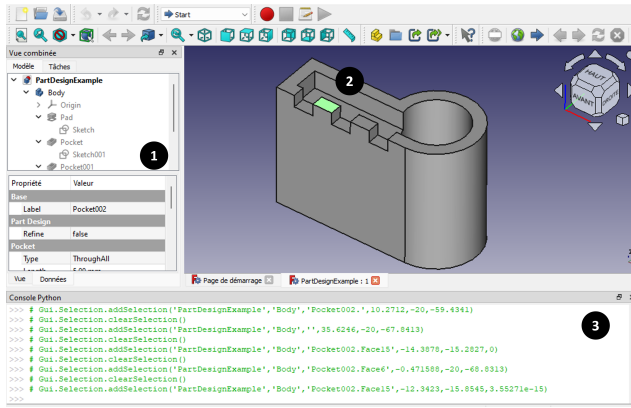 Start
Vue combinée
Modèle Tâches
PartDesignExample
Body
Origin
Pad
Sketch
Pocket
Sketch001
Pocket001
1
Propriété Valeur
Base
Label Pocket002
Part Design
Refine false
Pocket
Type ThroughAll
Vue Données
2
HAUT
AVANT
DROITE
Page de démarrage
PartDesignExample : 1
Console Python
3
>>> # Gui.Selection.addSelection('PartDesignExample','Body','Pocket002.',10.2712,-20,-59.4341)
>>> # Gui.Selection.clearSelection()
>>> # Gui.Selection.addSelection('PartDesignExample','Body','',35.6246,-20,-67.8413)
>>> # Gui.Selection.clearSelection()
>>> # Gui.Selection.addSelection('PartDesignExample','Body','Pocket002.Face15',-14.3878,-15.2827,0)
>>> # Gui.Selection.clearSelection()
>>> # Gui.Selection.addSelection('PartDesignExample','Body','Pocket002.Face6',-0.471588,-20,-68.8313)
>>> # Gui.Selection.clearSelection()
>>> # Gui.Selection.addSelection('PartDesignExample','Body','Pocket002.Face15',-12.3423,-15.8545,3.55271e-15)
>>>